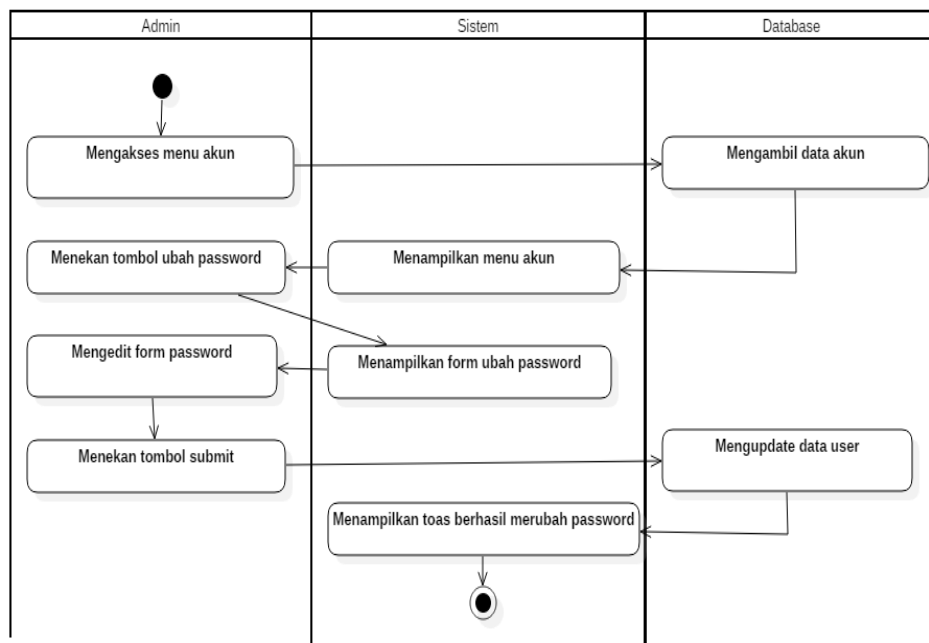 Admin
Sistem
Database
Mengakses menu akun
Mengambil data akun
Menekan tombol ubah password
Menampilkan menu akun
Mengedit form password
Menampilkan form ubah password
Menekan tombol submit
Mengupdate data user
Menampilkan toas berhasil merubah password